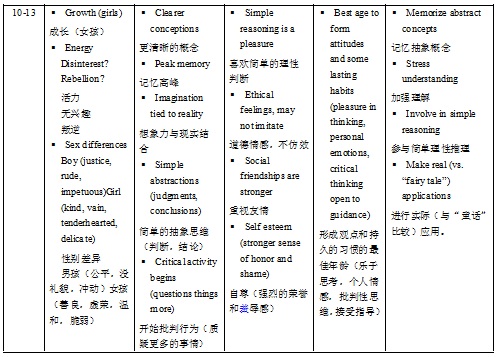 10-13
▪ Growth (girls)
成长（女孩）
▪ Energy
Disinterest?
Rebellion?
活力
无兴趣
叛逆
▪ Sex differences
Boy (justice,
rude,
impetuous)Girl
(kind, vain,
tenderhearted,
delicate)
性别差异
男孩（公平，没
礼貌，冲动）女孩
（善良，虚荣，温
和，脆弱）
▪ Clearer
conceptions
更清晰的概念
▪ Peak memory
记忆高峰
▪ Imagination
tied to reality
想象力与现实结
合
▪ Simple
abstractions
(judgments,
conclusions)
简单的抽象思维
（判断，结论）
▪ Critical activity
begins
(questions things
more)
开始批判行为（质
疑更多的事情）
▪ Simple
reasoning is a
pleasure
喜欢简单的理性
判断
▪ Ethical
feelings, may
not imitate
道德情感，不仿效
▪ Social
friendships are
stronger
重视友情
▪ Self esteem
(stronger sense
of honor and
shame)
自尊（强烈的荣誉
和羞辱感）
▪ Best age to
form
attitudes
and some
lasting
habits
(pleasure in
thinking,
personal
emotions,
critical
thinking
open to
guidance)
形成观点和持
久的习惯的最
佳年龄（乐于
思考，个人情
感，批判性思
维，接受指导）
▪ Memorize abstract
concepts
记忆抽象概念
▪ Stress
understanding
加强理解
▪ Involve in simple
reasoning
参与简单理性推理
▪ Make real (vs.
“fairy tale”)
applications
进行实际（与“童话”
比较）应用。